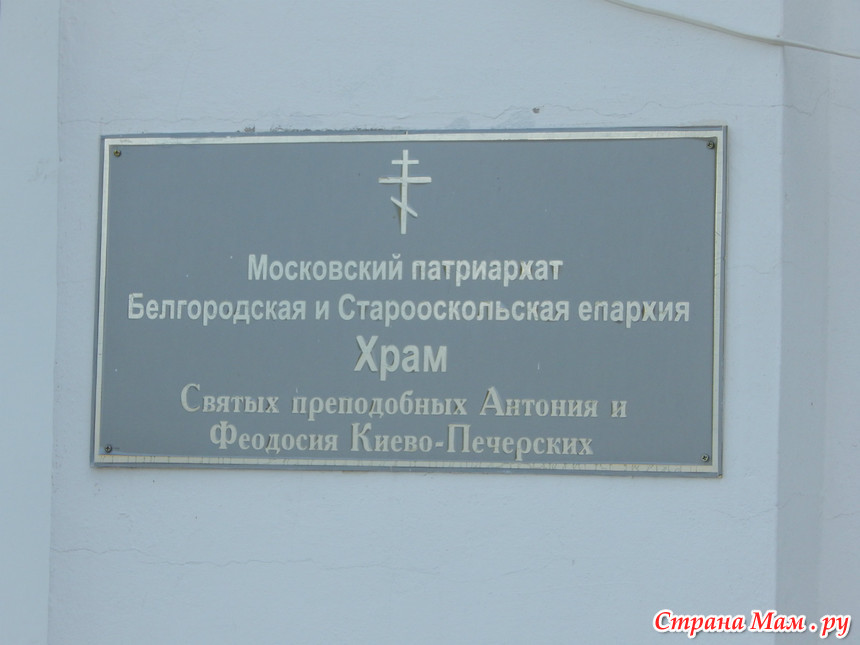 Московский патриархат
Белгородская и Старооскольская епархия
Храм
Святых преподобных Антония и
Феодосия Киево-Печерских
Страна Мам.ру